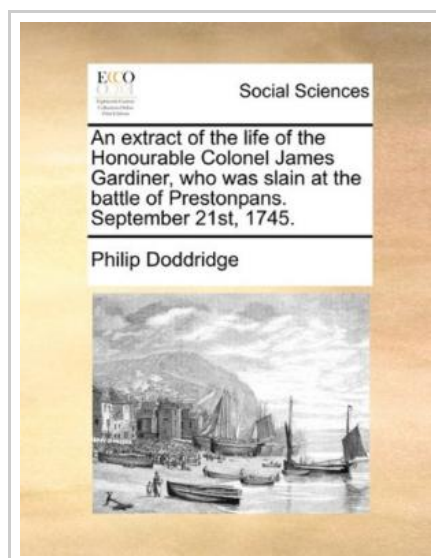 ECCO
Social Sciences
An extract of the life of the
Honourable Colonel James
Gardiner, who was slain at the
battle of Prestonpans.
September 21st, 1745.
Philip Doddridge